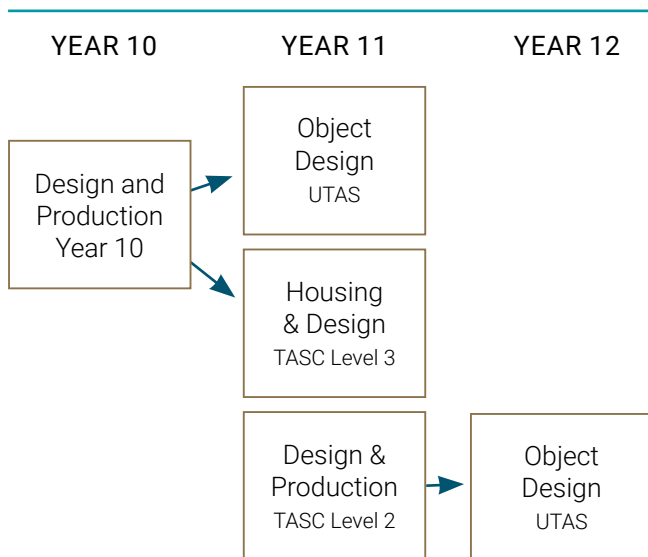 YEAR 10
YEAR 11
YEAR 12
Design and
Production
Year 10
Object
Design
UTAS
Housing
& Design
TASC Level 3
Design &
Production
TASC Level 2
Object
Design
UTAS